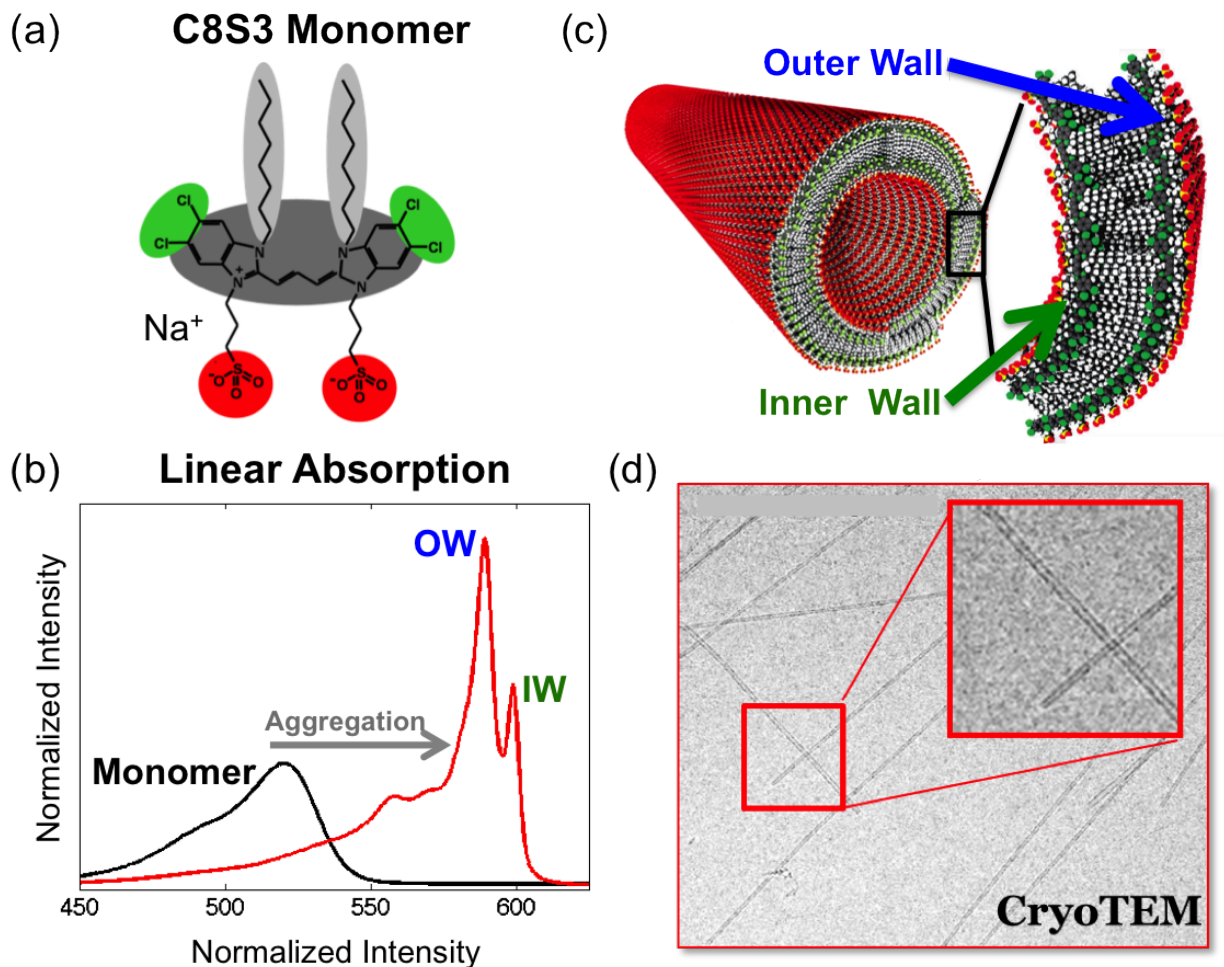 (a) C8S3 Monomer
Cl
Cl
Cl
Cl
N
N
N
+
N
Na+
-O
S
O
O
-O
S
O
O
(c)
Outer Wall
Inner Wall
(b) Linear Absorption
Normalized Intensity
OW
IW
Aggregation
Monomer
450
500
550
600
Normalized Intensity
(d)
CryoTEM